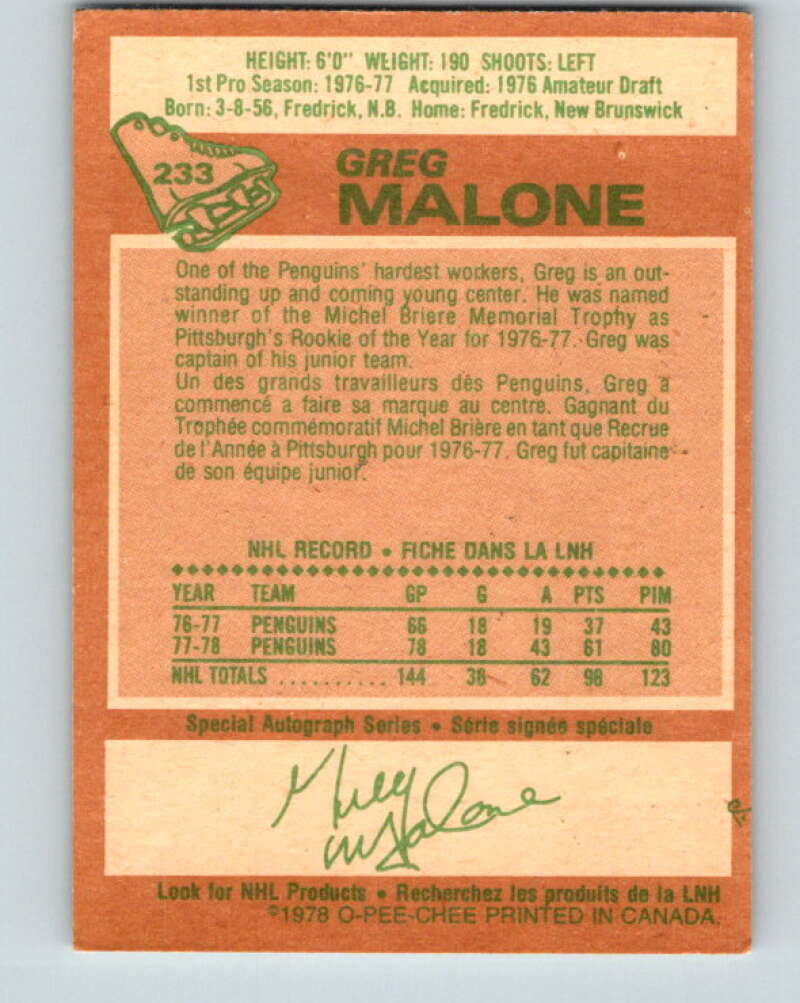 HEIGHT: 6'0" WEIGHT: 190 SHOOTS: LEFT
1st Pro Season: 1976-77 Acquired: 1976 Amateur Draft
Born: 3-8-56, Fredrick, N.B. Home: Fredrick, New Brunswick
233
GREG
MALONE
One of the Penguins' hardest workers, Greg is an out-
standing up and coming young center. He was named
winner of the Michel Briere Memorial Trophy as
Pittsburgh's Rookie of the Year for 1976-77. Greg was
captain of his junior team.
Un des grands travailleurs des Penguins, Greg a
commencé a faire sa marque au centre. Gagnant du
Trophée commémoratif Michel Brière en tant que Recrue
de l'Année à Pittsburgh pour 1976-77. Greg fut capitaine
de son équipe junior.
NHL RECORD • FICHE DANS LA LNH
YEAR TEAM GP G A PTS PIM
76-77 PENGUINS 66 18 19 37 43
77-78 PENGUINS 78 18 43 61 80
NHL TOTALS .......... 144 36 62 98 123
Special Autograph Series • Série signée spéciale
Greg
Malone
Look for NHL Products • Recherchez les produits de la LNH
©1978 O-PEE-CHEE PRINTED IN CANADA.